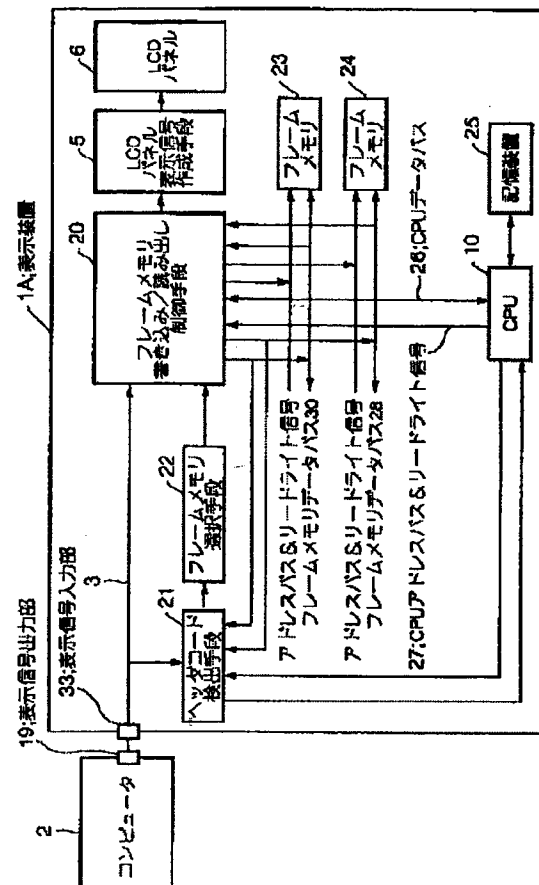 1A;表示装置
6
LCD
パネル
5
LCD
パネル
表示信号
作成手段
20
フレームメモリ
書き込み/読み出し
制御手段
23
フレーム
メモリ
24
フレーム
メモリ
25
記憶装置
10
CPU
26;CPUデータバス
27;CPUアドレスバス&リードライト信号
アドレスバス&リードライト信号
フレームメモリデータバス30
アドレスバス&リードライト信号
フレームメモリデータバス28
22
フレームメモリ
選択手段
21
ヘッダコード
検出手段
3
33;表示信号入力部
19;表示信号出力部
2
コンピュータ